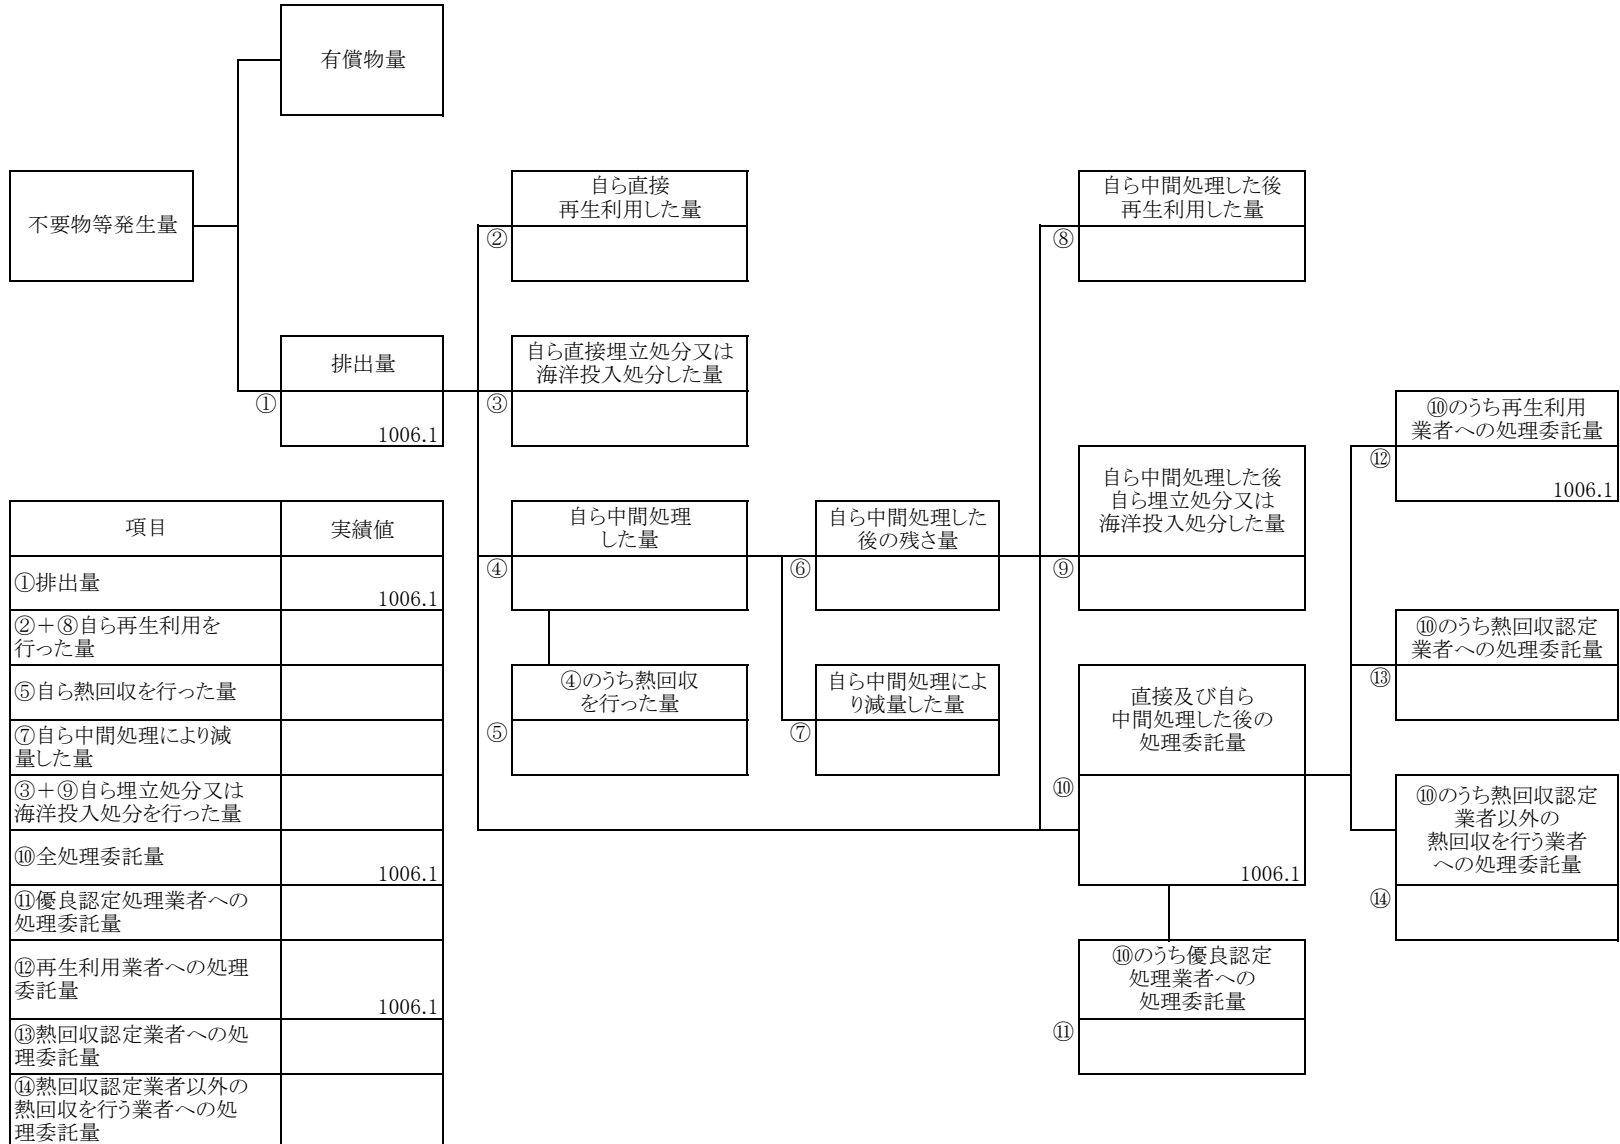 有償物量
不要物等発生量
自ら直接
再生利用した量
②
自ら中間処理した後
再生利用した量
⑧
排出量
①
1006.1
自ら直接埋立処分又は
海洋投入処分した量
③
⑩のうち再生利用
業者への処理委託量
⑫
1006.1
自ら中間処理
した量
④
自ら中間処理した
後の残さ量
⑥
自ら中間処理した後
自ら埋立処分又は
海洋投入処分した量
⑨
④のうち熱回収
を行った量
⑤
自ら中間処理によ
り減量した量
⑦
直接及び自ら
中間処理した後の
処理委託量
⑩
1006.1
⑩のうち熱回収認定
業者への処理委託量
⑬
⑩のうち熱回収認定
業者以外の
熱回収を行う業者
への処理委託量
⑭
⑩のうち優良認定
処理業者への
処理委託量
⑪
項目
実績値
①排出量
1006.1
②＋⑧自ら再生利用を
行った量
⑤自ら熱回収を行った量
⑦自ら中間処理により減
量した量
③＋⑨自ら埋立処分又は
海洋投入処分を行った量
⑩全処理委託量
1006.1
⑪優良認定処理業者への
処理委託量
⑫再生利用業者への処理
委託量
1006.1
⑬熱回収認定業者への処
理委託量
⑭熱回収認定業者以外の
熱回収を行う業者への処
理委託量